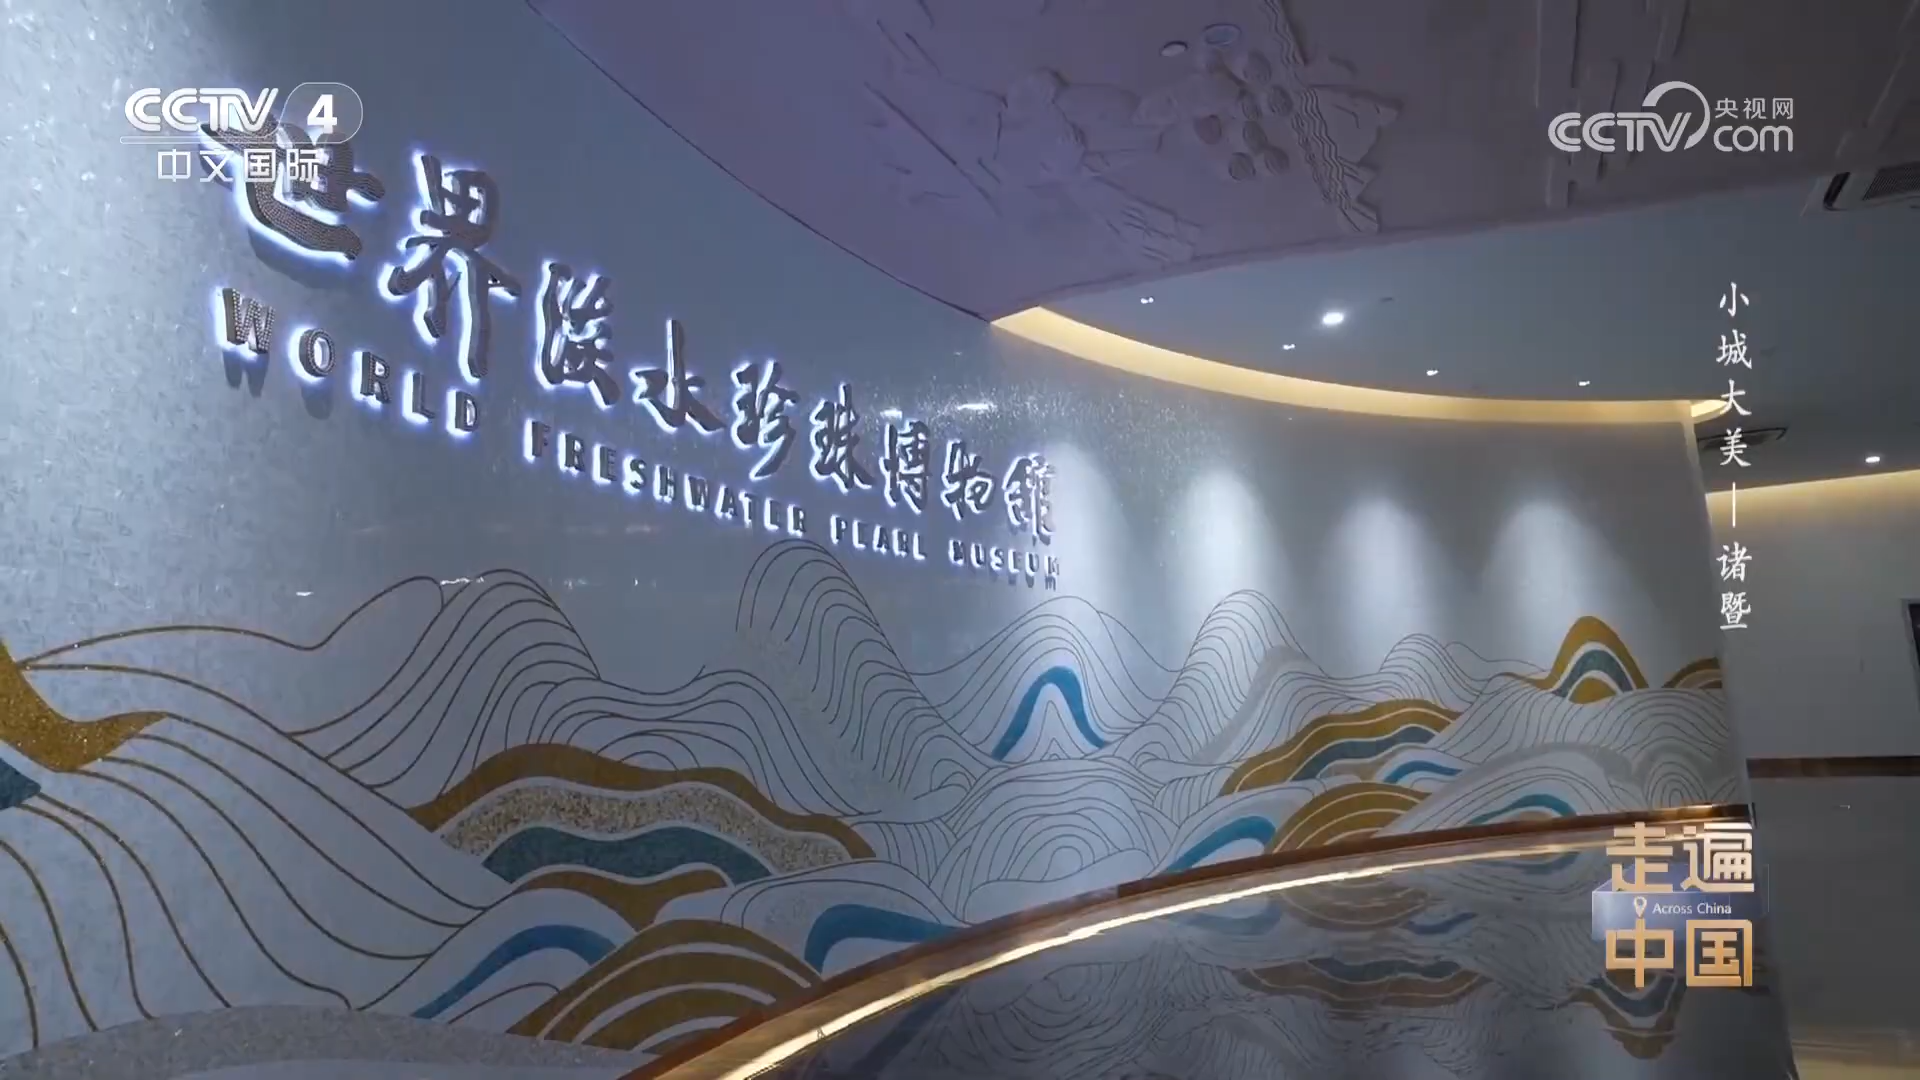 CCTV 4
中文国际
央视网
CCTV.com
世界淡水珍珠博物館
WORLD FRESHWATER PEARL MUSEUM
小城大美—诸暨
走遍
Across China
中国